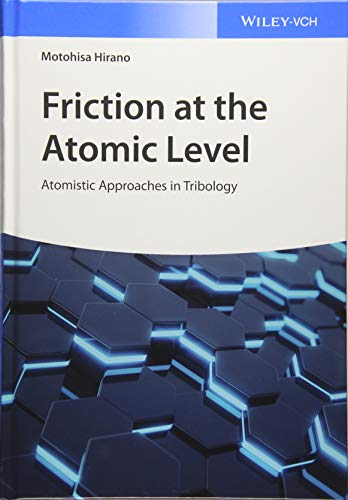 WILEY-VCH
Motohisa Hirano
Friction at the
Atomic Level
Atomistic Approaches in Tribology